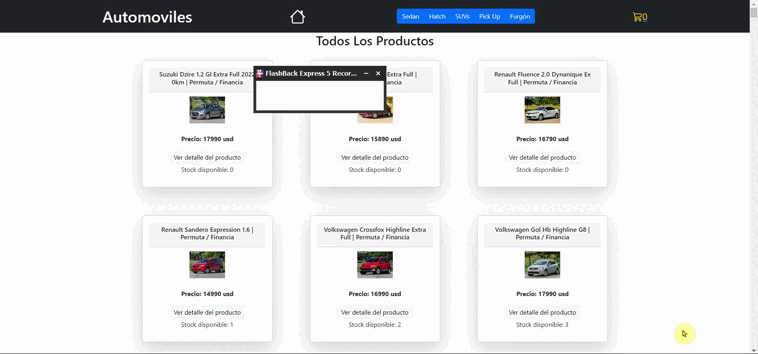 Automoviles
Sedan Hatch SUVs Pick Up Furgón
0
Todos Los Productos
Suzuki Dzire 1.2 Gl Extra Full 2022
0km | Permuta / Financia
FlashBack Express 5 Recor...
Extra Full |
Financia
Renault Fluence 2.0 Dynanique Ex
Full | Permuta / Financia
Precio: 17990 usd
Precio: 15890 usd
Precio: 16790 usd
Ver detalle del producto
Ver detalle del producto
Ver detalle del producto
Stock disponible: 0
Stock disponible: 0
Stock disponible: 0
Renault Sandero Expression 1.6 |
Permuta / Financia
Volkswagen Crossfox Highline Extra
Full | Permuta / Financia
Volkswagen Gol Hb Highline G8 |
Permuta / Financia
Precio: 14990 usd
Precio: 16990 usd
Precio: 17990 usd
Ver detalle del producto
Ver detalle del producto
Ver detalle del producto
Stock disponible: 1
Stock disponible: 2
Stock disponible: 3